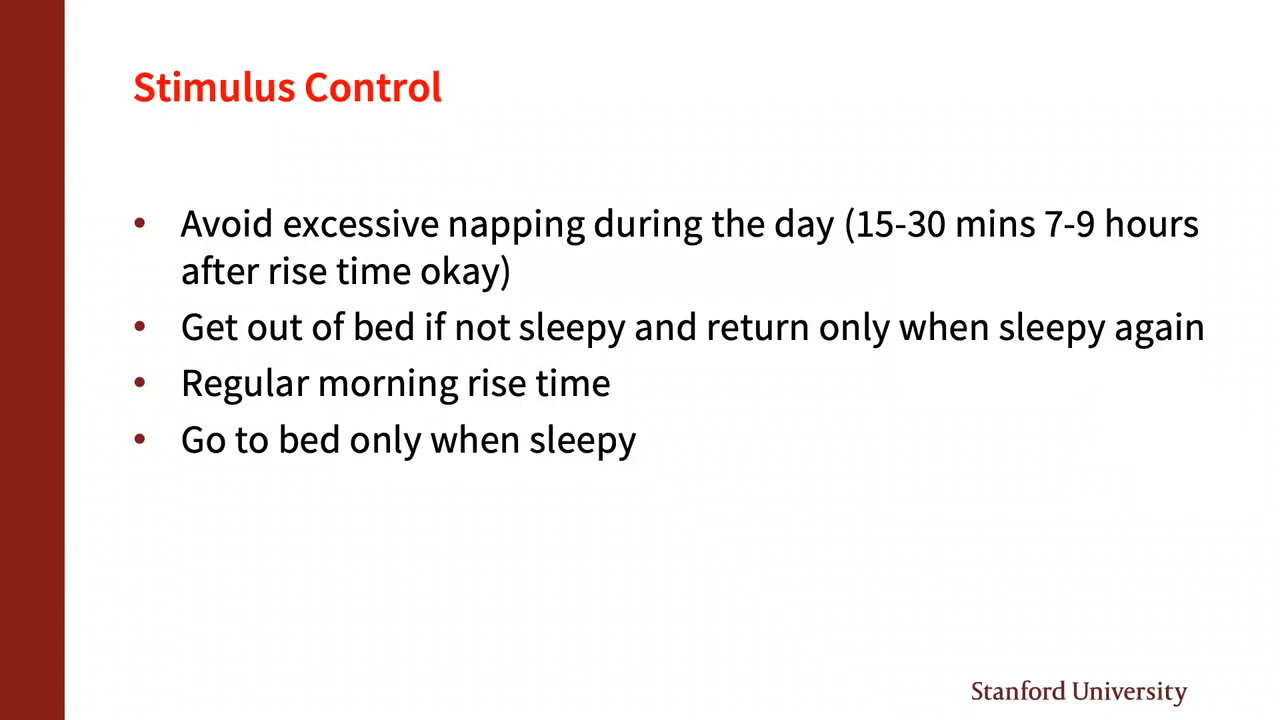 Stimulus Control
• Avoid excessive napping during the day (15-30 mins 7-9 hours
after rise time okay)
• Get out of bed if not sleepy and return only when sleepy again
• Regular morning rise time
• Go to bed only when sleepy
Stanford University